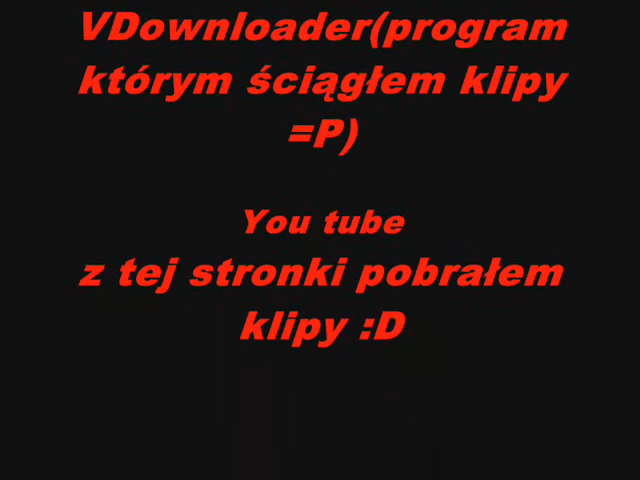 VDownloader(program
którym ściągłem klipy
=P)
You tube
z tej stronki pobrałem
klipy :D